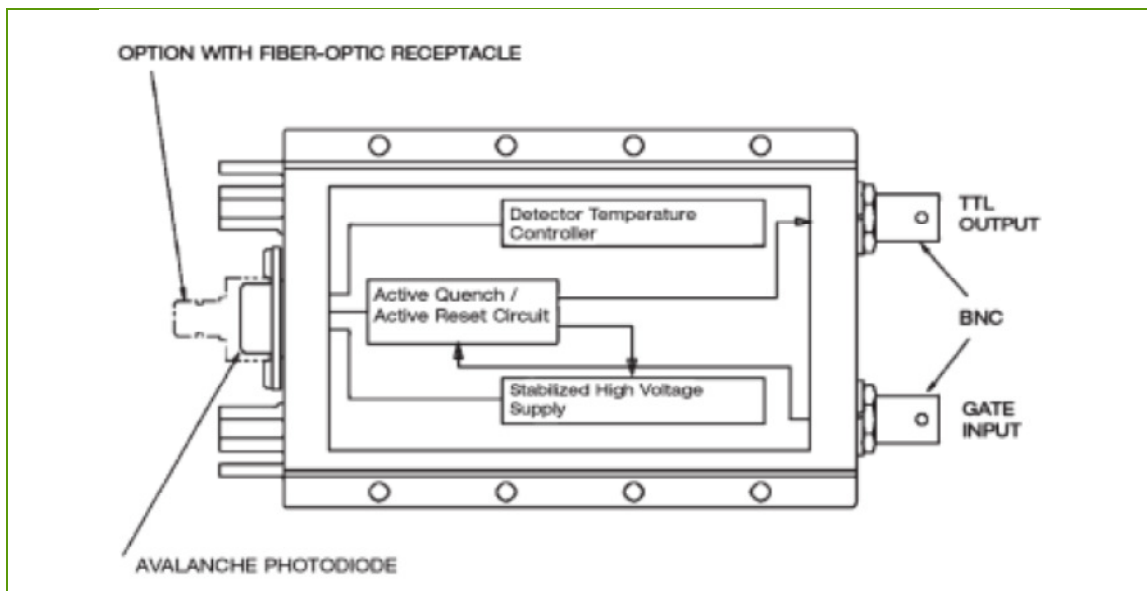 OPTION WITH FIBER-OPTIC RECEPTACLE
Detector Temperature
Controller
TTL
OUTPUT
Active Quench /
Active Reset Circuit
BNC
Stabilized High Voltage
Supply
GATE
INPUT
AVALANCHE PHOTODIODE